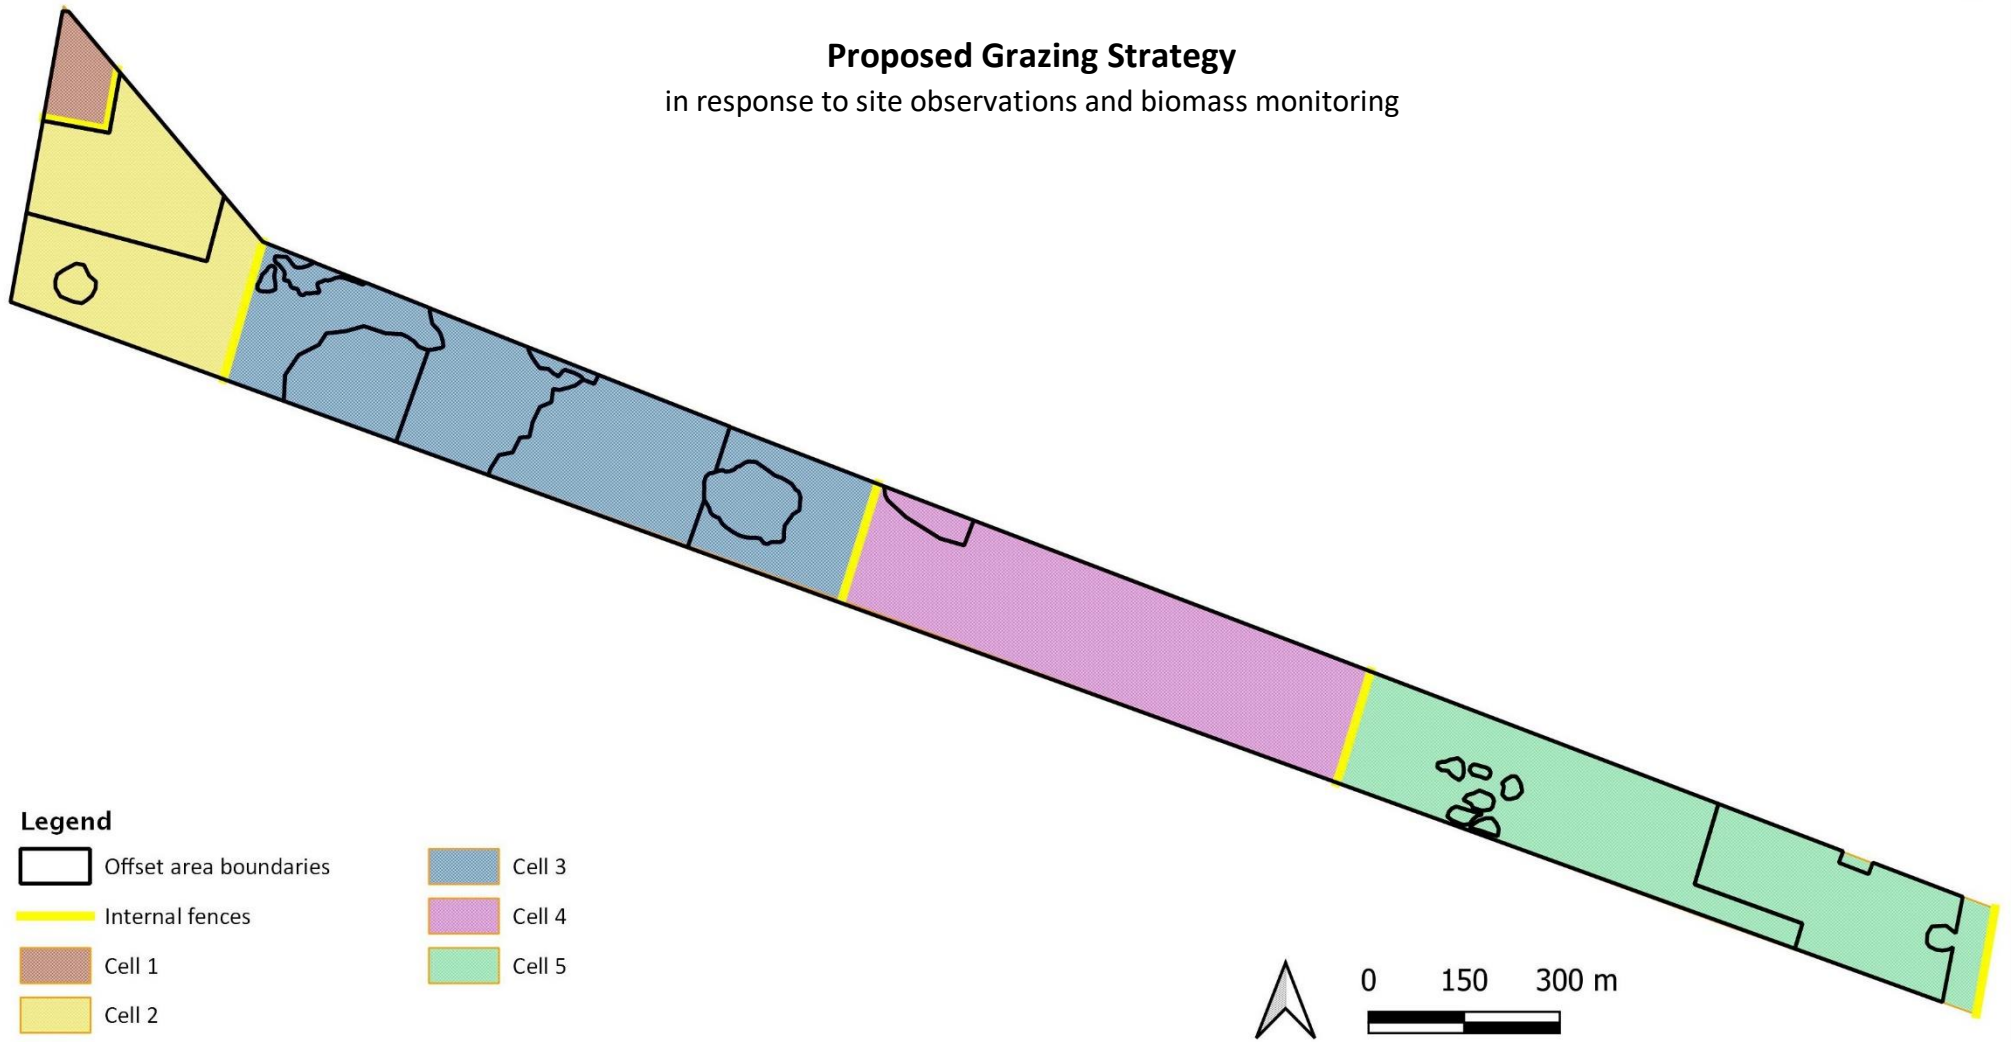 Proposed Grazing Strategy
in response to site observations and biomass monitoring
Legend
Offset area boundaries
Internal fences
Cell 1
Cell 2
Cell 3
Cell 4
Cell 5
0 150 300 m